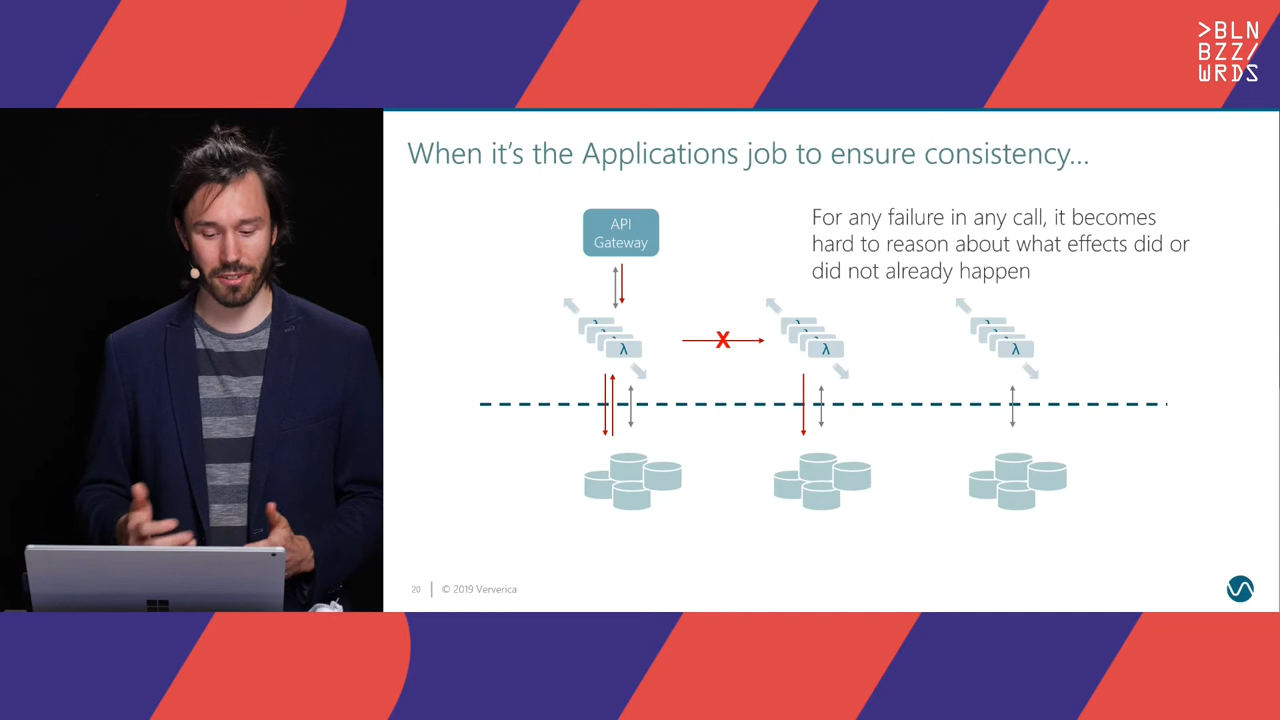 >BLN
BZZ/
WRDS
When it's the Applications job to ensure consistency...
API
Gateway
For any failure in any call, it becomes
hard to reason about what effects did or
did not already happen
X
λ
λ
λ
20
© 2019 Ververica